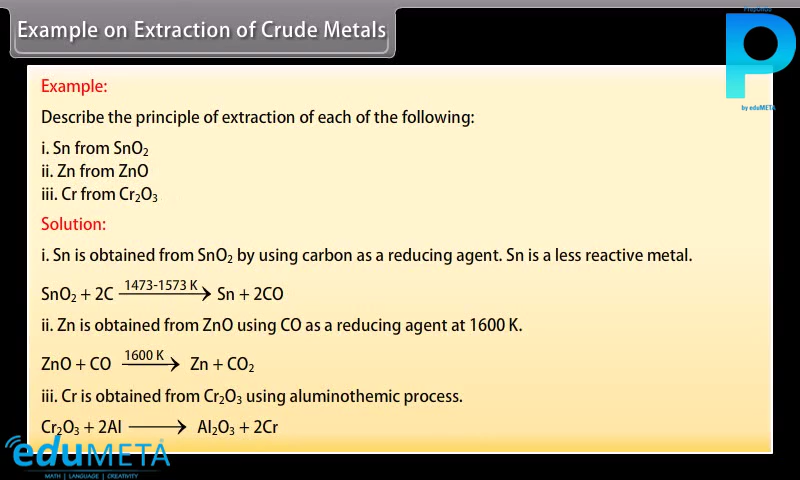 Example on Extraction of Crude Metals
Preponds
P
by eduMETA
Example:
Describe the principle of extraction of each of the following:
i. Sn from SnO₂
ii. Zn from ZnO
iii. Cr from Cr₂O₃
Solution:
i. Sn is obtained from SnO₂ by using carbon as a reducing agent. Sn is a less reactive metal.
SnO₂ + 2C 1473-1573 K ⟶ Sn + 2CO
ii. Zn is obtained from ZnO using CO as a reducing agent at 1600 K.
ZnO + CO 1600 K ⟶ Zn + CO₂
iii. Cr is obtained from Cr₂O₃ using aluminothemic process.
Cr₂O₃ + 2Al ⟶ Al₂O₃ + 2Cr
eduMETA
MATH | LANGUAGE | CREATIVITY